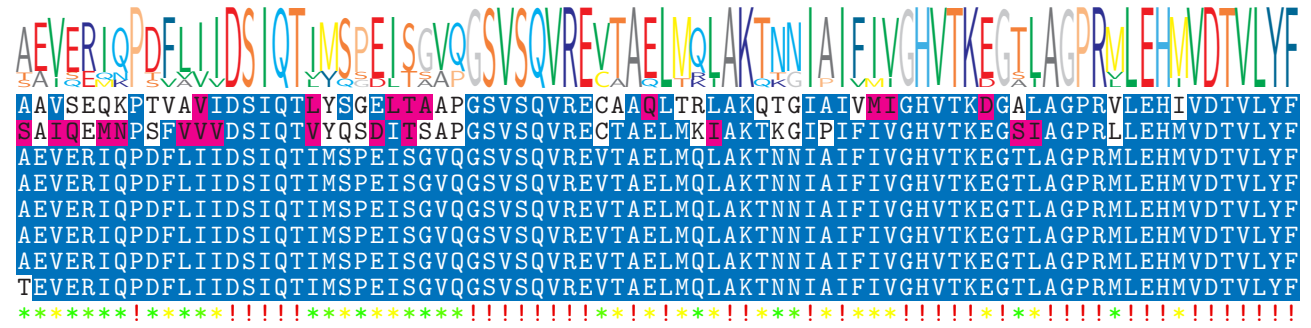 AEVERIQPDFLIIDSIQTIMSPEISGVQGSVSQVREVTAELMQLAKTNNIAIFIVGHVTKEGTLAGPRMLEHMVDTVLYF
AAVSEQKPTVAVIDSIQTLYSGELTAAPGSVSQVRECAAQLTRLAKQTGIAIVMIGHVTKDGALAGPRVLEHIVDTVLYF
SAIQEMNPSFVVVDSIQTVYQSDITSAPGSVSQVRECTAELMKIAKTKGIPIFIVGHVTKEGSIAGPRLLEHMVDTVLYF
AEVERIQPDFLIIDSIQTIMSPEISGVQGSVSQVREVTAELMQLAKTNNIAIFIVGHVTKEGTLAGPRMLEHMVDTVLYF
AEVERIQPDFLIIDSIQTIMSPEISGVQGSVSQVREVTAELMQLAKTNNIAIFIVGHVTKEGTLAGPRMLEHMVDTVLYF
AEVERIQPDFLIIDSIQTIMSPEISGVQGSVSQVREVTAELMQLAKTNNIAIFIVGHVTKEGTLAGPRMLEHMVDTVLYF
AEVERIQPDFLIIDSIQTIMSPEISGVQGSVSQVREVTAELMQLAKTNNIAIFIVGHVTKEGTLAGPRMLEHMVDTVLYF
AEVERIQPDFLIIDSIQTIMSPEISGVQGSVSQVREVTAELMQLAKTNNIAIFIVGHVTKEGTLAGPRMLEHMVDTVLYF
TEVERIQPDFLIIDSIQTIMSPEISGVQGSVSQVREVTAELMQLAKTNNIAIFIVGHVTKEGTLAGPRMLEHMVDTVLYF
*******!*****!!!!!**********!!!!!!!!**!*!***!!***!*!***!!!!!*!**!!!!*!!!*!!!!!!!